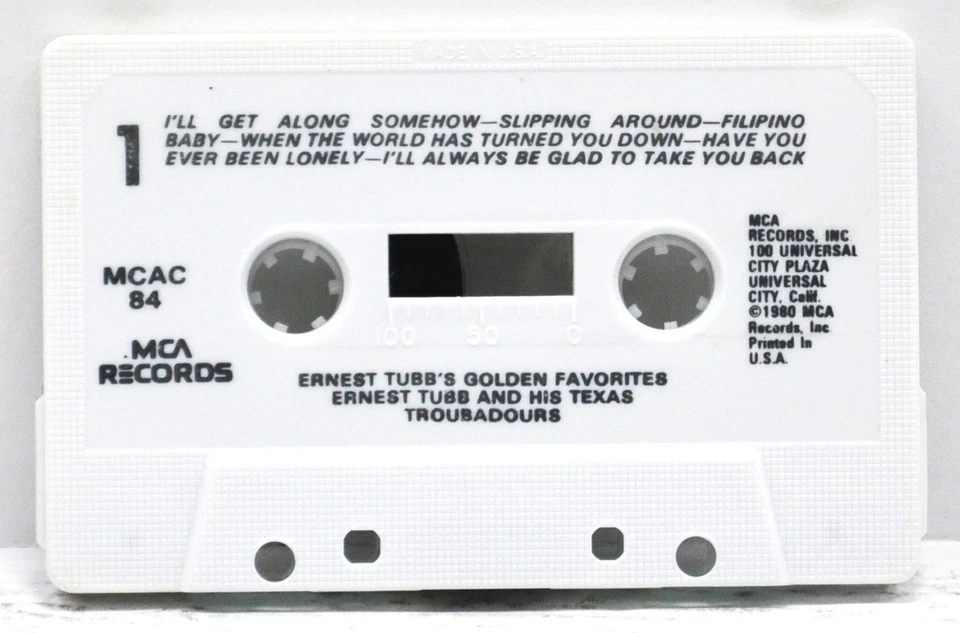 MADE IN U.S.A.
1
I'LL GET ALONG SOMEHOW—SLIPPING AROUND—FILIPINO
BABY—WHEN THE WORLD HAS TURNED YOU DOWN—HAVE YOU
EVER BEEN LONELY—I'LL ALWAYS BE GLAD TO TAKE YOU BACK
MCAC
84
MCA
RECORDS
100 50 0
MCA
RECORDS, INC
100 UNIVERSAL
CITY PLAZA
UNIVERSAL
CITY, Calif.
©1980 MCA
Records, Inc
Printed In
U.S.A.
ERNEST TUBB'S GOLDEN FAVORITES
ERNEST TUBB AND HIS TEXAS
TROUBADOURS